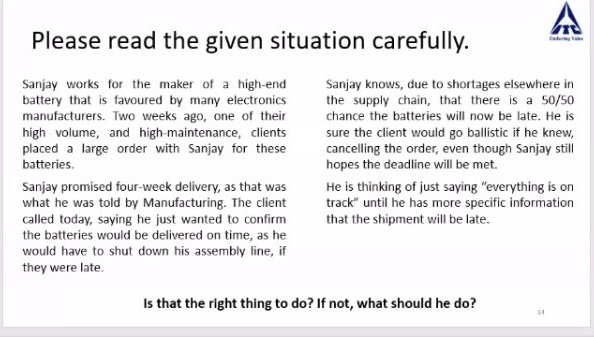 Please read the given situation carefully.
Enduring Value
Sanjay works for the maker of a high-end
battery that is favoured by many electronics
manufacturers. Two weeks ago, one of their
high volume, and high-maintenance, clients
placed a large order with Sanjay for these
batteries.
Sanjay promised four-week delivery, as that was
what he was told by Manufacturing. The client
called today, saying he just wanted to confirm
the batteries would be delivered on time, as he
would have to shut down his assembly line, if
they were late.
Sanjay knows, due to shortages elsewhere in
the supply chain, that there is a 50/50
chance the batteries will now be late. He is
sure the client would go ballistic if he knew,
cancelling the order, even though Sanjay still
hopes the deadline will be met.
He is thinking of just saying “everything is on
track” until he has more specific information
that the shipment will be late.
Is that the right thing to do? If not, what should he do?
14